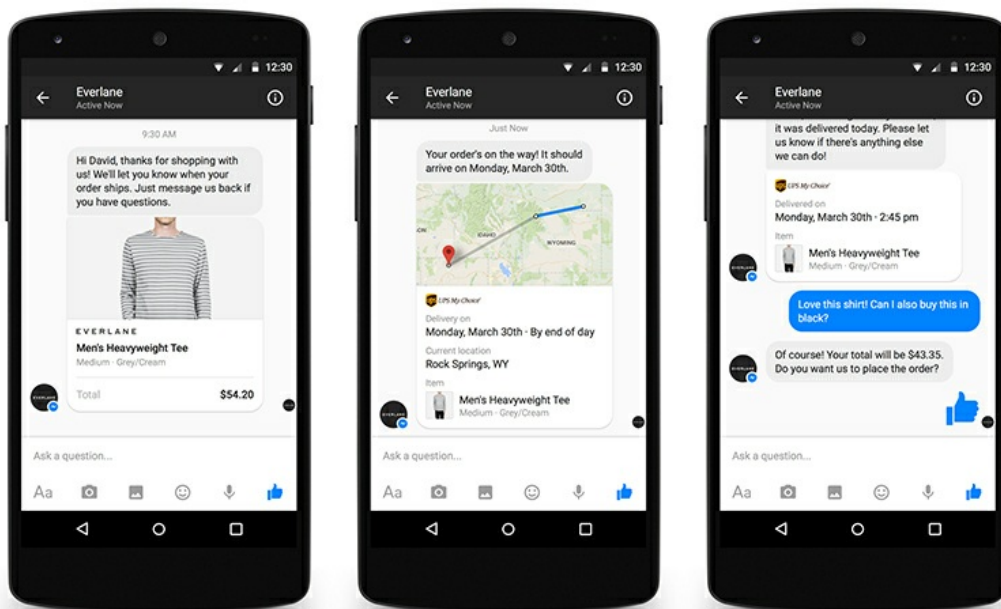 12:30
Everlane
Active Now
9:30 AM
Hi David, thanks for shopping with
us! We'll let you know when your
order ships. Just message us back if
you have questions.
EVERLANE
Men's Heavyweight Tee
Medium · Grey/Cream
Total $54.20
EVERLANE
Ask a question...
Aa
12:30
Everlane
Active Now
Just Now
Your order's on the way! It should
arrive on Monday, March 30th.
IDAHO
WYOMING
UPS My Choice
Delivery on
Monday, March 30th · By end of day
Current location
Rock Springs, WY
Item
Men's Heavyweight Tee
Medium · Grey/Cream
EVERLANE
Ask a question...
Aa
12:30
Everlane
Active Now
it was delivered today. Please let
us know if there's anything else
we can do!
UPS My Choice
Delivered on
Monday, March 30th · 2:45 pm
Item
Men's Heavyweight Tee
Medium · Grey/Cream
EVERLANE
Love this shirt! Can I also buy this in
black?
Of course! Your total will be $43.35.
Do you want us to place the order?
EVERLANE
Ask a question...
Aa